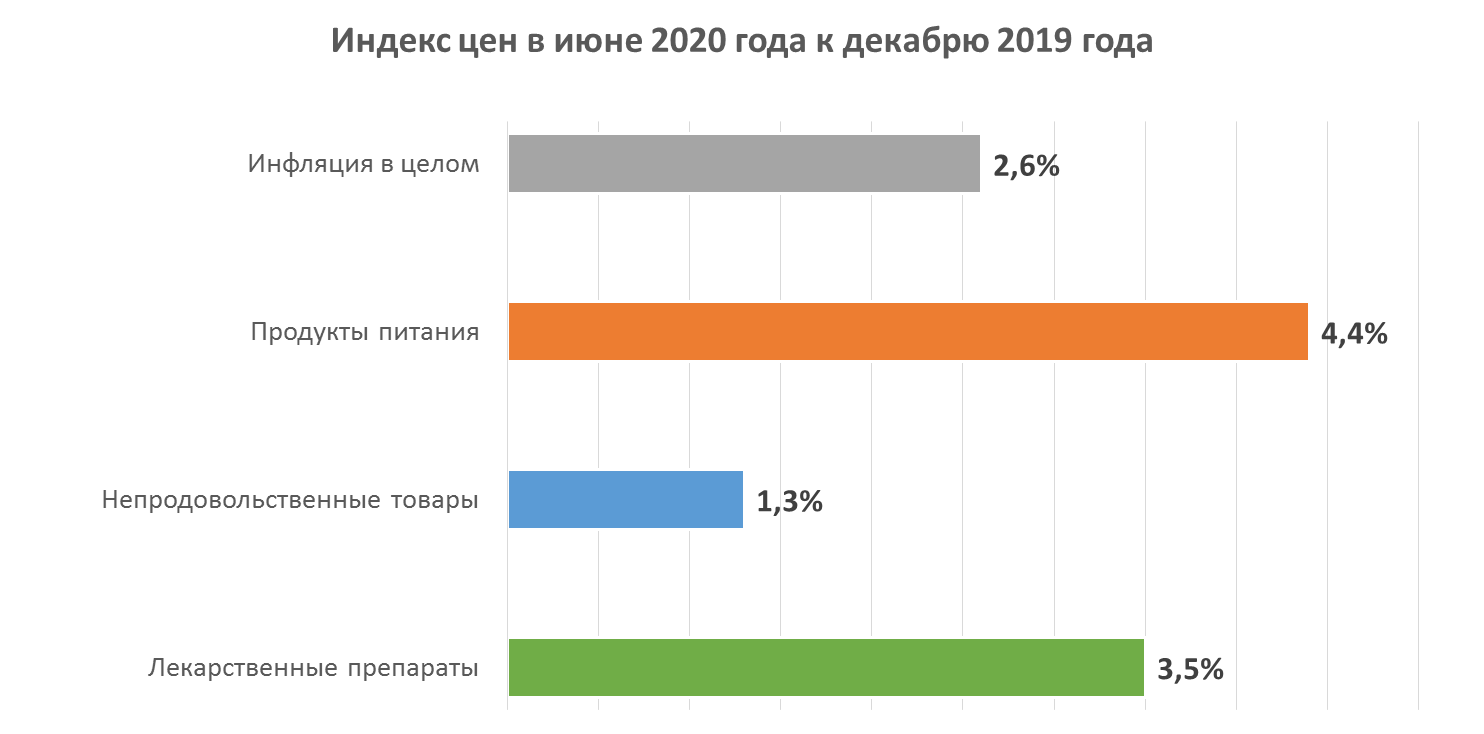 Индекс цен в июне 2020 года к декабрю 2019 года
Инфляция в целом 2,6%
Продукты питания 4,4%
Непродовольственные товары 1,3%
Лекарственные препараты 3,5%